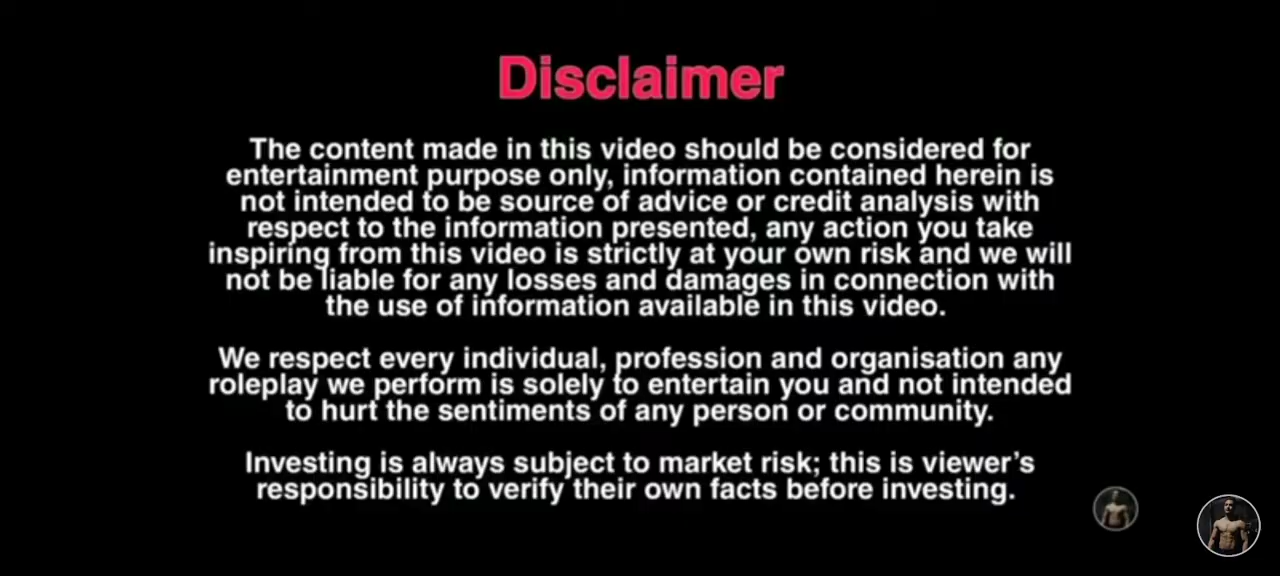 Disclaimer
The content made in this video should be considered for
entertainment purpose only, information contained herein is
not intended to be source of advice or credit analysis with
respect to the information presented, any action you take
inspiring from this video is strictly at your own risk and we will
not be liable for any losses and damages in connection with
the use of information available in this video.
We respect every individual, profession and organisation any
roleplay we perform is solely to entertain you and not intended
to hurt the sentiments of any person or community.
Investing is always subject to market risk; this is viewer's
responsibility to verify their own facts before investing.